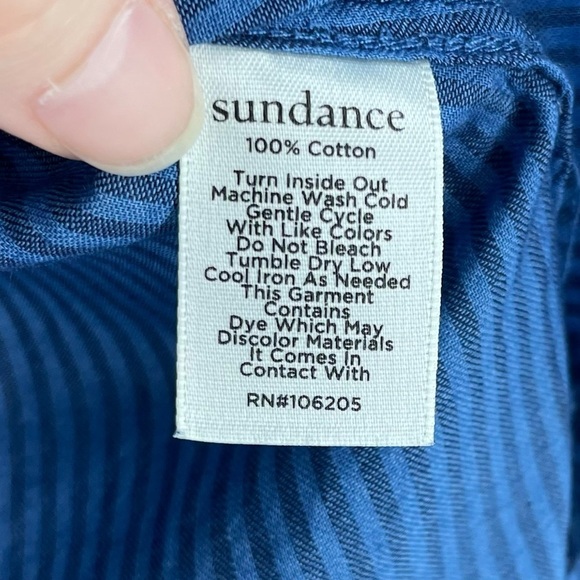 sundance
100% Cotton
Turn Inside Out
Machine Wash Cold
Gentle Cycle
With Like Colors
Do Not Bleach
Tumble Dry Low
Cool Iron As Needed
This Garment
Contains
Dye Which May
Discolor Materials
It Comes In
Contact With
RN#106205